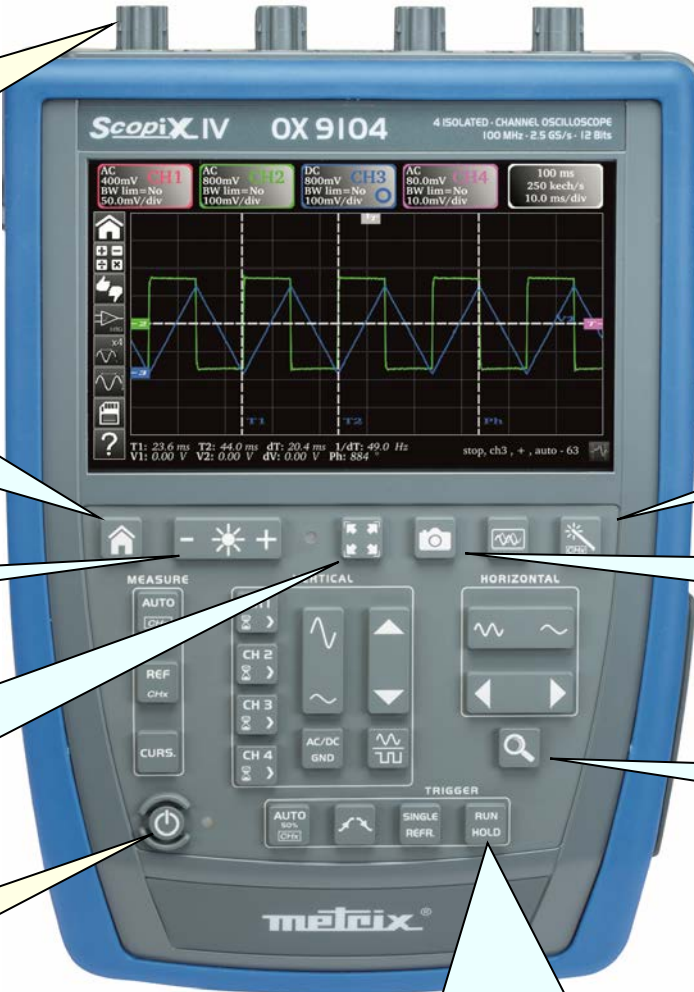 ScopiX IV OX 9104 4 ISOLATED - CHANNEL OSCILLOSCOPE
100 MHz - 2.5 GS/s - 12 Bits
AC CH1
400mV
BW lim=No
50.0mV/div
AC CH2
800mV
BW lim=No
100mV/div
DC CH3
800mV
BW lim=No
100mV/div
AC CH4
80.0mV
BW lim=No
10.0mV/div
100 ms
250 kech/s
10.0 ms/div
x4
2
3
T1 T2 Ph
T1: 23.6 ms T2: 44.0 ms dT: 20.4 ms 1/dT: 49.0 Hz
V1: 0.00 V V2: 0.00 V dV: 0.00 V Ph: 884 °
stop, ch3 , + , auto - 63
?
- +
CHx
MEASURE
AUTO
REF
CHx
CURS.
CH 2
CH 3
CH 4
AC/DC
GND
HORIZONTAL
TRIGGER
AUTO
50%
CHx
SINGLE
REFR.
RUN
HOLD
metrix®